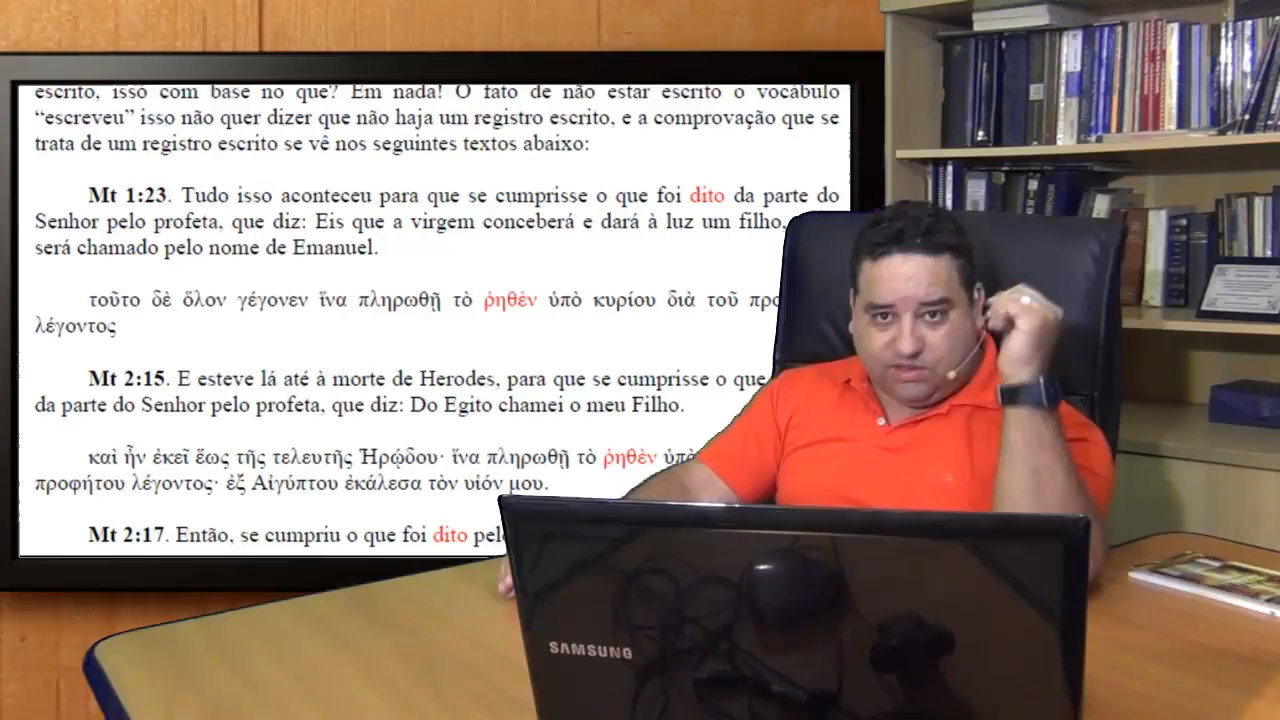 escrito, isso com base no que? Em nada! O fato de não estar escrito o vocábulo
“escreveu” isso não quer dizer que não haja um registro escrito, e a comprovação que se
trata de um registro escrito se vê nos seguintes textos abaixo:
Mt 1:23. Tudo isso aconteceu para que se cumprisse o que foi dito da parte do
Senhor pelo profeta, que diz: Eis que a virgem conceberá e dará à luz um filho,
será chamado pelo nome de Emanuel.
τοῦτο δὲ ὅλον γέγονεν ἵνα πληρωθῇ τὸ ῥηθὲν ὑπὸ κυρίου διὰ τοῦ προ
λέγοντος
Mt 2:15. E esteve lá até à morte de Herodes, para que se cumprisse o que
da parte do Senhor pelo profeta, que diz: Do Egito chamei o meu Filho.
καὶ ἦν ἐκεῖ ἕως τῆς τελευτῆς Ἡρῴδου· ἵνα πληρωθῇ τὸ ῥηθὲν ὑπὸ
προφήτου λέγοντος· ἐξ Αἰγύπτου ἐκάλεσα τὸν υἱόν μου.
Mt 2:17. Então, se cumpriu o que foi dito pelo
SAMSUNG